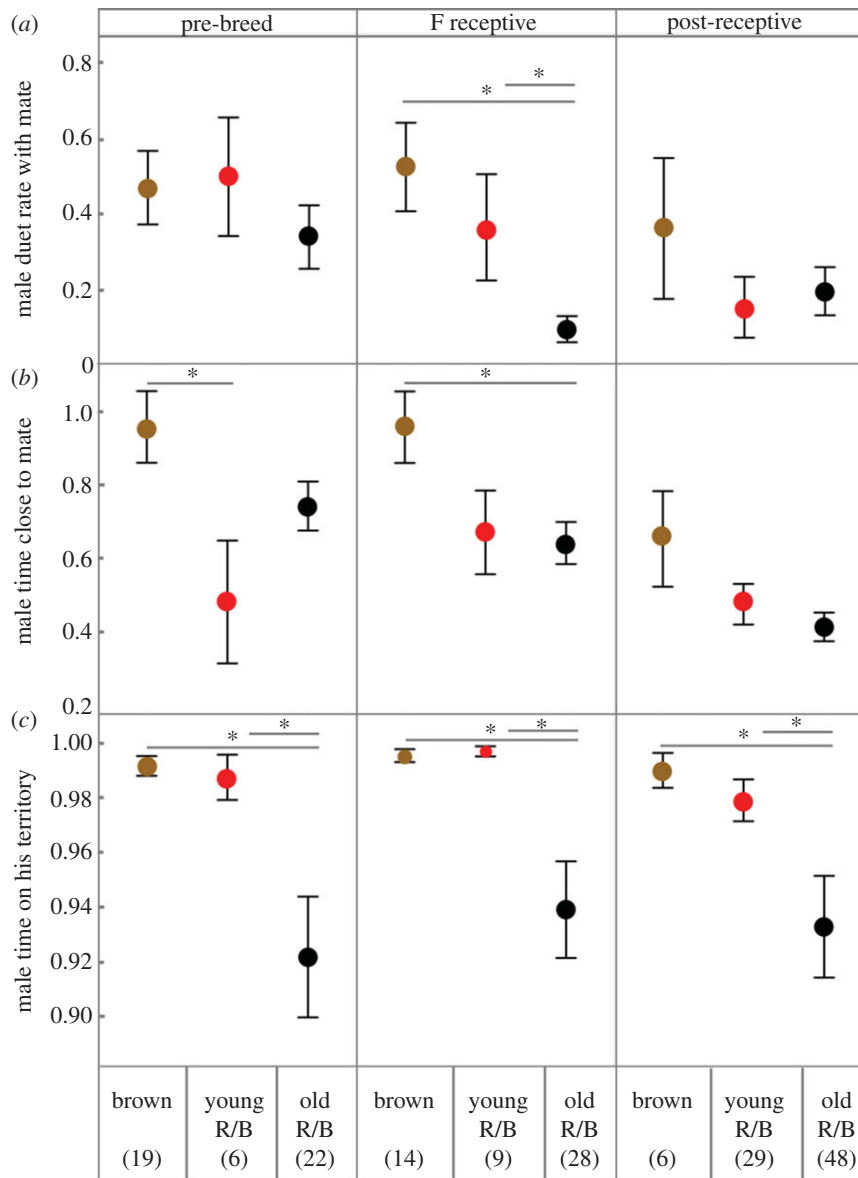 (a) pre-breed F receptive post-receptive
male duet rate with mate
0.8
0.6
0.4
0.2
0
* *
(b)
male time close to mate
1.0
0.8
0.6
0.4
0.2
* *
(c)
male time on his territory
1.00
0.98
0.96
0.94
0.92
0.90
* * * * * *
brown young old brown young old brown young old
R/B R/B R/B R/B R/B R/B
(19) (6) (22) (14) (9) (28) (6) (29) (48)